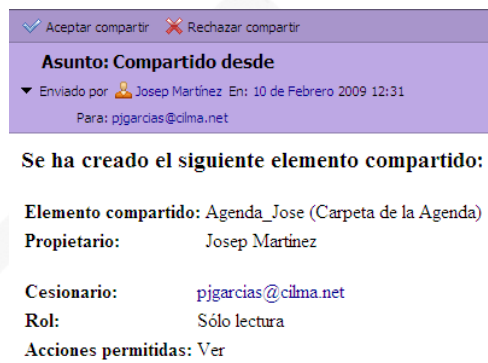 Aceptar compartir Rechazar compartir
Asunto: Compartido desde
Enviado por Josep Martínez En: 10 de Febrero 2009 12:31
Para: pjgarcias@cilma.net
Se ha creado el siguiente elemento compartido:
Elemento compartido: Agenda_Jose (Carpeta de la Agenda)
Propietario: Josep Martínez
Cesionario: pjgarcias@cilma.net
Rol: Sólo lectura
Acciones permitidas: Ver